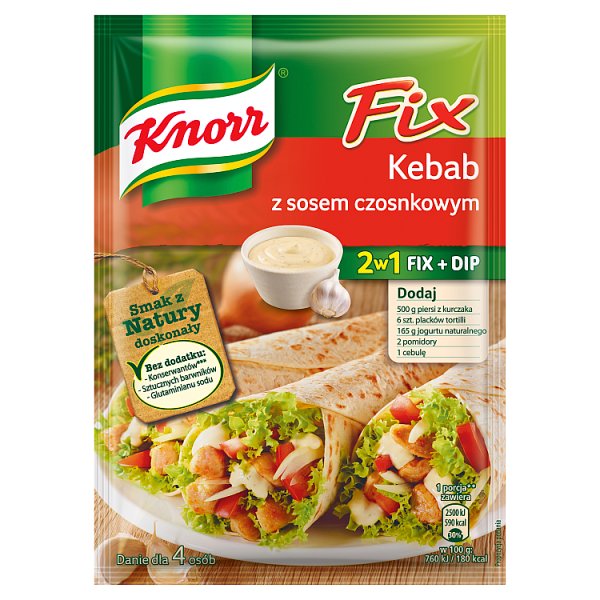 Knorr
®
Fix
Kebab
z sosem czosnkowym
2w1 FIX + DIP
Dodaj
500 g piersi z kurczaka
6 szt. placków tortilli
165 g jogurtu naturalnego
2 pomidory
1 cebulę
Smak z
Natury
doskonały
Bez dodatku:
- Konserwantów***
- Sztucznych barwników
- Glutaminianu sodu
1 porcja**
zawiera
2500 kJ
590 kcal
30%
w 100 g:
760 kJ / 180 kcal
Danie dla 4 osób